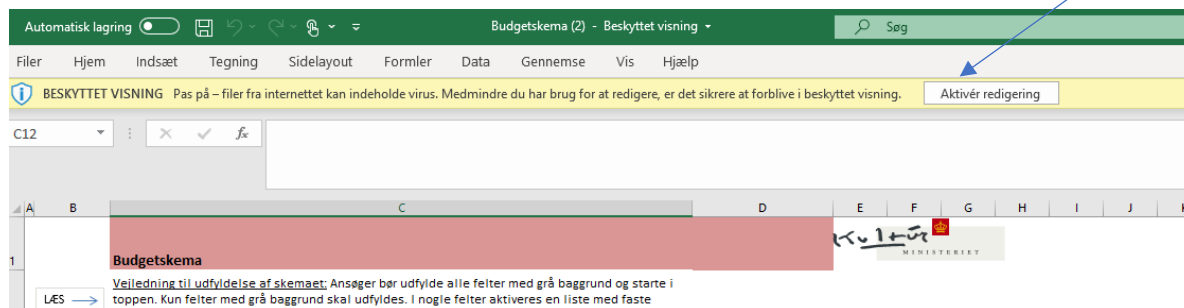 Automatisk lagring Budgetskema (2) - Beskyttet visning Søg
Filer Hjem Indsæt Tegning Sidelayout Formler Data Gennemse Vis Hjælp
BESKYTTET VISNING Pas på – filer fra internettet kan indeholde virus. Medmindre du har brug for at redigere, er det sikrere at forblive i beskyttet visning. Aktivér redigering
C12 fx
A B C D E F G H I J
1 Budgetskema
Kultur
MINISTERIET
Vejledning til udfyldelse af skemaet: Ansøger bør udfylde alle felter med grå baggrund og starte i
LÆS toppen. Kun felter med grå baggrund skal udfyldes. I nogle felter aktiveres en liste med faste